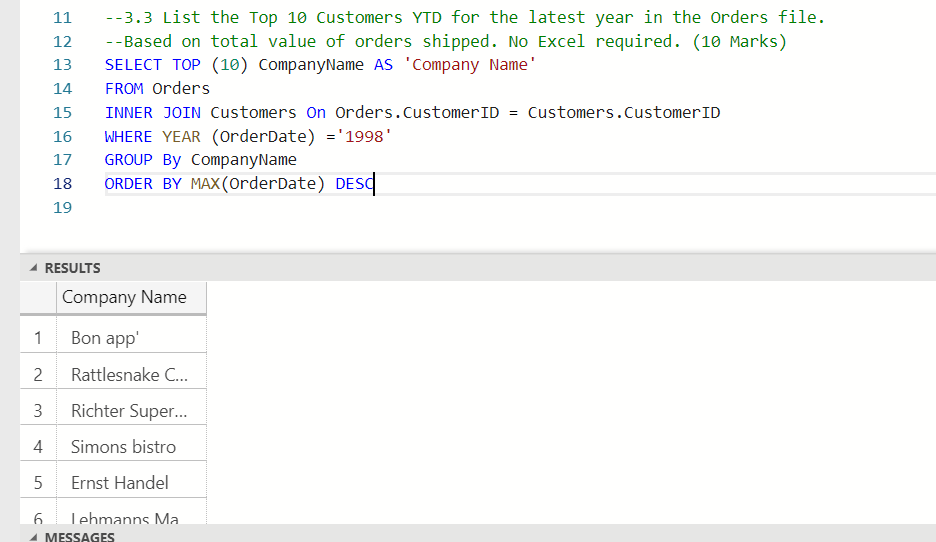 11 --3.3 List the Top 10 Customers YTD for the latest year in the Orders file.
12 --Based on total value of orders shipped. No Excel required. (10 Marks)
13 SELECT TOP (10) CompanyName AS 'Company Name'
14 FROM Orders
15 INNER JOIN Customers On Orders.CustomerID = Customers.CustomerID
16 WHERE YEAR (OrderDate) ='1998'
17 GROUP By CompanyName
18 ORDER BY MAX(OrderDate) DESC
19
RESULTS
Company Name
1 Bon app'
2 Rattlesnake C...
3 Richter Super...
4 Simons bistro
5 Ernst Handel
6 Lehmanns Ma
MESSAGES